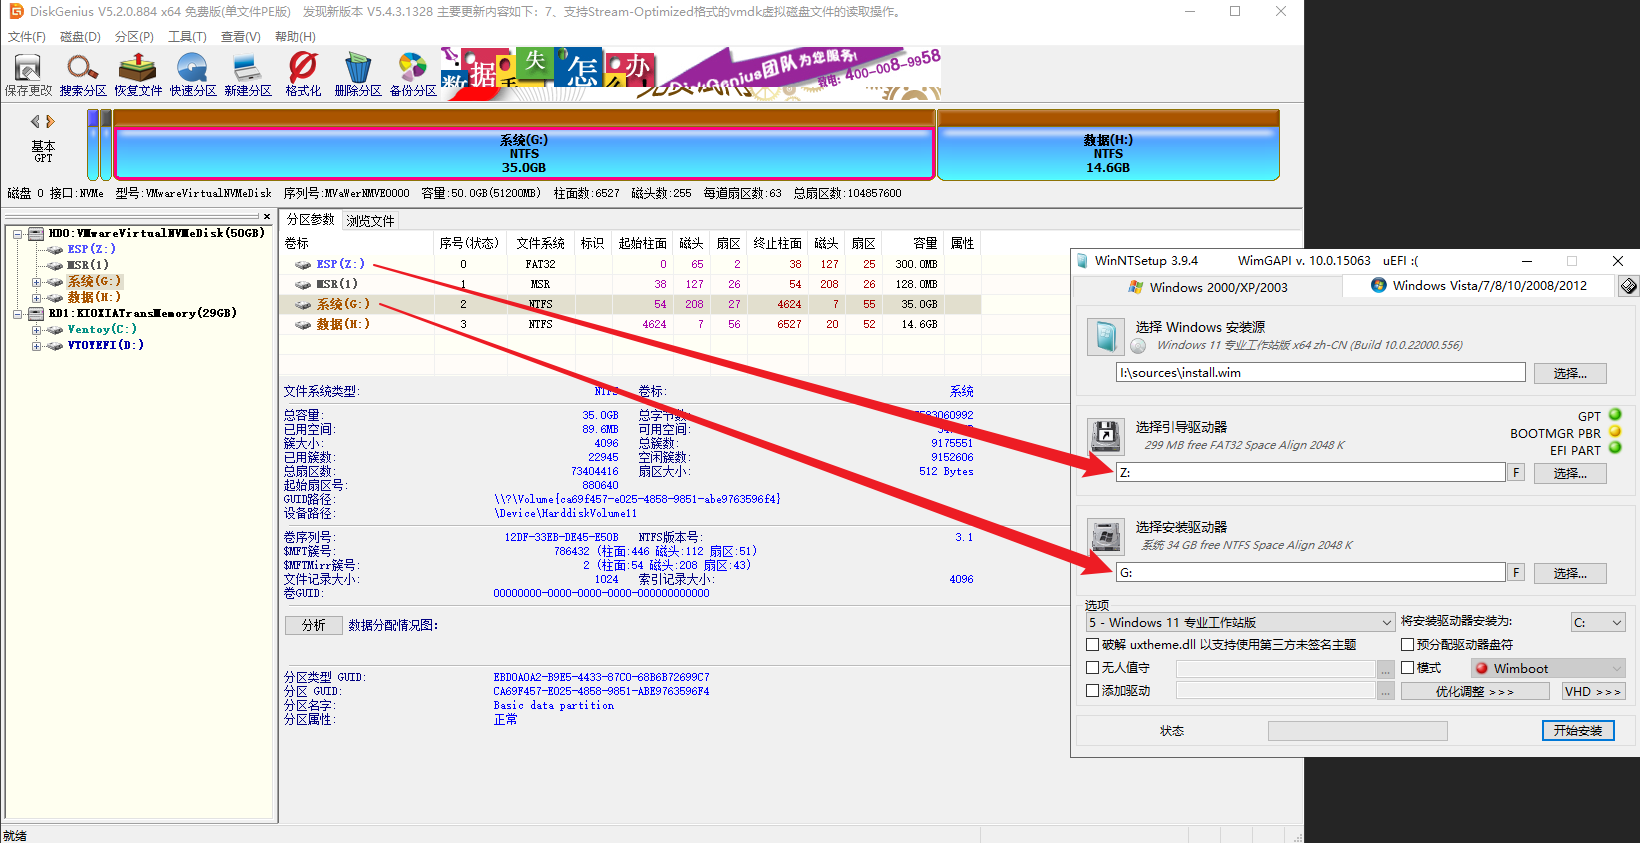 DiskGenius V5.2.0.884 x64 免费版(单文件PE版)    发现新版本 V5.4.3.1328 主要更新内容如下：7、支持Stream-Optimized格式的vmdk虚拟磁盘文件的读取操作。
文件(F) 磁盘(D) 分区(P) 工具(T) 查看(V) 帮助(H)
保存更改 搜索分区 恢复文件 快速分区 新建分区 格式化 删除分区 备份分区
数据 失 怎 办
DiskGenius团队为您服务!
致电: 400-008-9958
基本
GPT
系统(G:)
NTFS
35.0GB
数据(H:)
NTFS
14.6GB
磁盘 0 接口:NVMe 型号:VMwareVirtualNVMeDisk 序列号:MVaWerNMVE0000 容量:50.0GB(51200MB) 柱面数:6527 磁头数:255 每道扇区数:63 总扇区数:104857600
HD0:VMwareVirtualNVMeDisk(50GB)
ESP(Z:)
MSR(1)
系统(G:)
数据(H:)
RD1:KIOXIATransMemory(29GB)
Ventoy(C:)
VTOYEFI(D:)
分区参数 浏览文件
卷标 序号(状态) 文件系统 标识 起始柱面 磁头 扇区 终止柱面 磁头 扇区 容量 属性
ESP(Z:) 0 FAT32 0 65 2 38 127 25 300.0MB
MSR(1) 1 MSR 38 127 26 54 208 26 128.0MB
系统(G:) 2 NTFS 54 208 27 4624 7 55 35.0GB
数据(H:) 3 NTFS 4624 7 56 6527 20 52 14.6GB
文件系统类型: NTFS 卷标: 系统
总容量: 35.0GB 总字节数:
已用空间: 89.6MB 可用空间:
簇大小: 4096 总簇数: 9175551
已用簇数: 22945 空闲簇数: 9152606
总扇区数: 73404416 扇区大小: 512 Bytes
起始扇区号: 880640
GUID路径: \\?\Volume{ca69f457-e025-4858-9851-abe9763596f4}
设备路径: \Device\HarddiskVolume11
卷序列号: 12DF-33EB-DE45-E50B NTFS版本号: 3.1
$MFT簇号: 786432 (柱面:446 磁头:112 扇区:51)
$MFTMirr簇号: 2 (柱面:54 磁头:208 扇区:43)
文件记录大小: 1024 索引记录大小: 4096
卷GUID: 00000000-0000-0000-0000-000000000000
分析 数据分配情况图:
分区类型 GUID: EBD0A0A2-B9E5-4433-87C0-68B6B72699C7
分区 GUID: CA69F457-E025-4858-9851-ABE9763596F4
分区名字: Basic data partition
分区属性: 正常
就绪
WinNTSetup 3.9.4 WimGAPI v. 10.0.15063 uEFI :(
Windows 2000/XP/2003 Windows Vista/7/8/10/2008/2012
选择 Windows 安装源
Windows 11 专业工作站版 x64 zh-CN (Build 10.0.22000.556)
I:\sources\install.wim 选择...
GPT
选择引导驱动器 BOOTMGR PBR
299 MB free FAT32 Space Align 2048 K EFI PART
Z: F 选择...
选择安装驱动器
系统 34 GB free NTFS Space Align 2048 K
G: F 选择...
选项
5 - Windows 11 专业工作站版 将安装驱动器安装为: C:
破解 uxtheme.dll 以支持使用第三方未签名主题 预分配驱动器盘符
无人值守 ... 模式 Wimboot
添加驱动 ... 优化调整 >>> VHD >>>
状态 开始安装